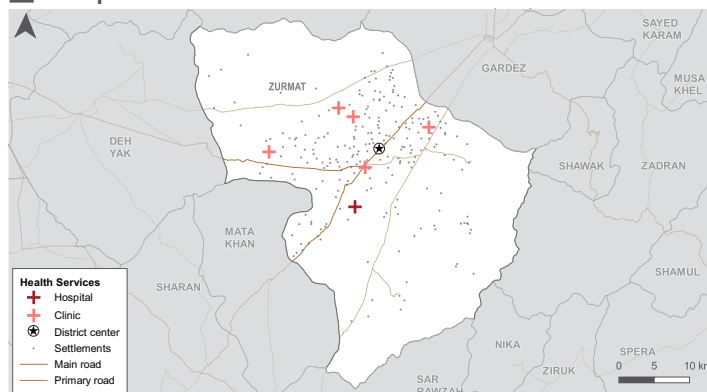 SAYED
KARAM
GARDEZ
MUSA
KHEL
ZURMAT
DEH
YAK
SHAWAK
ZADRAN
MATA
KHAN
SHARAN
SHAMUL
NIKA
SPERA
ZIRUK
SAR
RAWZAH
Health Services
Hospital
Clinic
District center
Settlements
Main road
Primary road
0 5 10 km